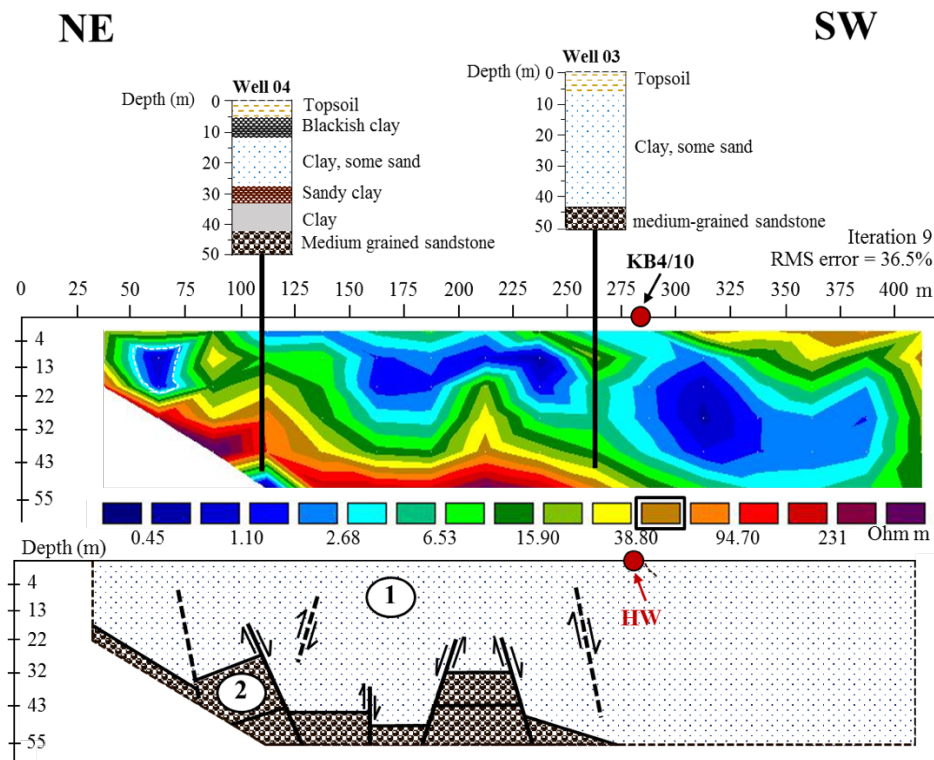 NE
SW
Well 04
Depth (m)
0
10
20
30
40
50
Topsoil
Blackish clay
Clay, some sand
Sandy clay
Clay
Medium grained sandstone
Well 03
Depth (m)
0
10
20
30
40
50
Topsoil
Clay, some sand
medium-grained sandstone
Iteration 9
RMS error = 36.5%
KB4/10
0 25 50 75 100 125 150 175 200 225 250 275 300 325 350 375 400 m
4
13
22
32
43
55
0.45 1.10 2.68 6.53 15.90 38.80 94.70 231 Ohm m
Depth (m)
4
13
22
32
43
55
1
2
HW